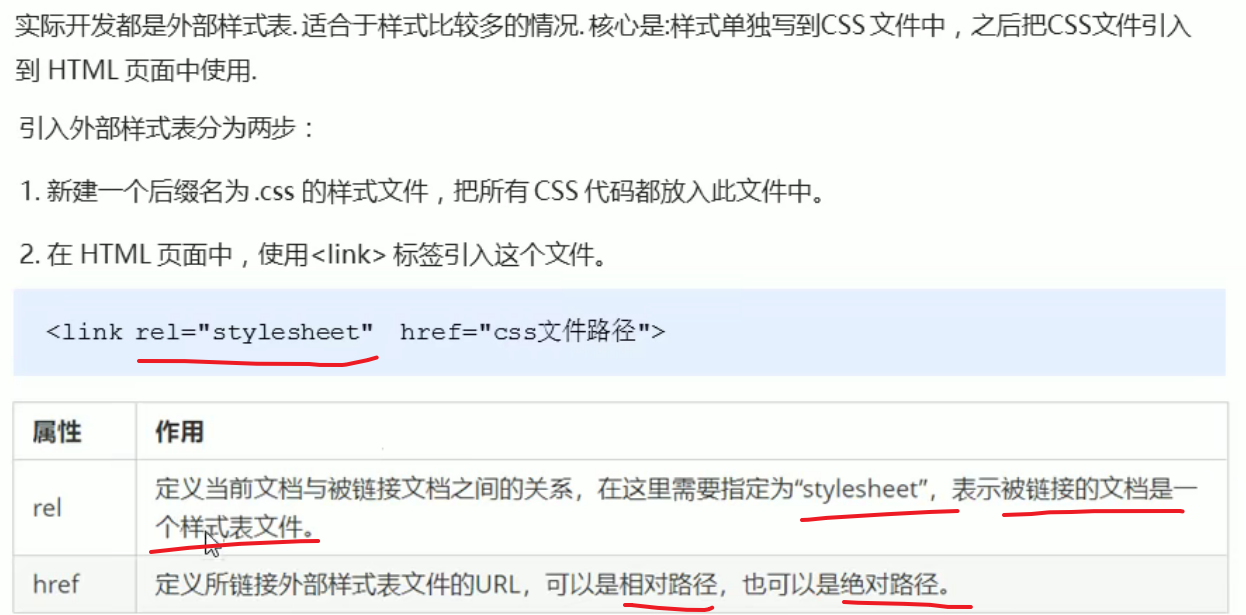 实际开发都是外部样式表. 适合于样式比较多的情况. 核心是:样式单独写到CSS 文件中，之后把CSS文件引入
到 HTML 页面中使用.
引入外部样式表分为两步：
1. 新建一个后缀名为 .css 的样式文件，把所有 CSS 代码都放入此文件中。
2. 在 HTML 页面中，使用<link> 标签引入这个文件。
<link rel="stylesheet" href="css文件路径">
属性 作用
rel 定义当前文档与被链接文档之间的关系，在这里需要指定为“stylesheet”，表示被链接的文档是一
个样式表文件。
href 定义所链接外部样式表文件的URL，可以是相对路径，也可以是绝对路径。